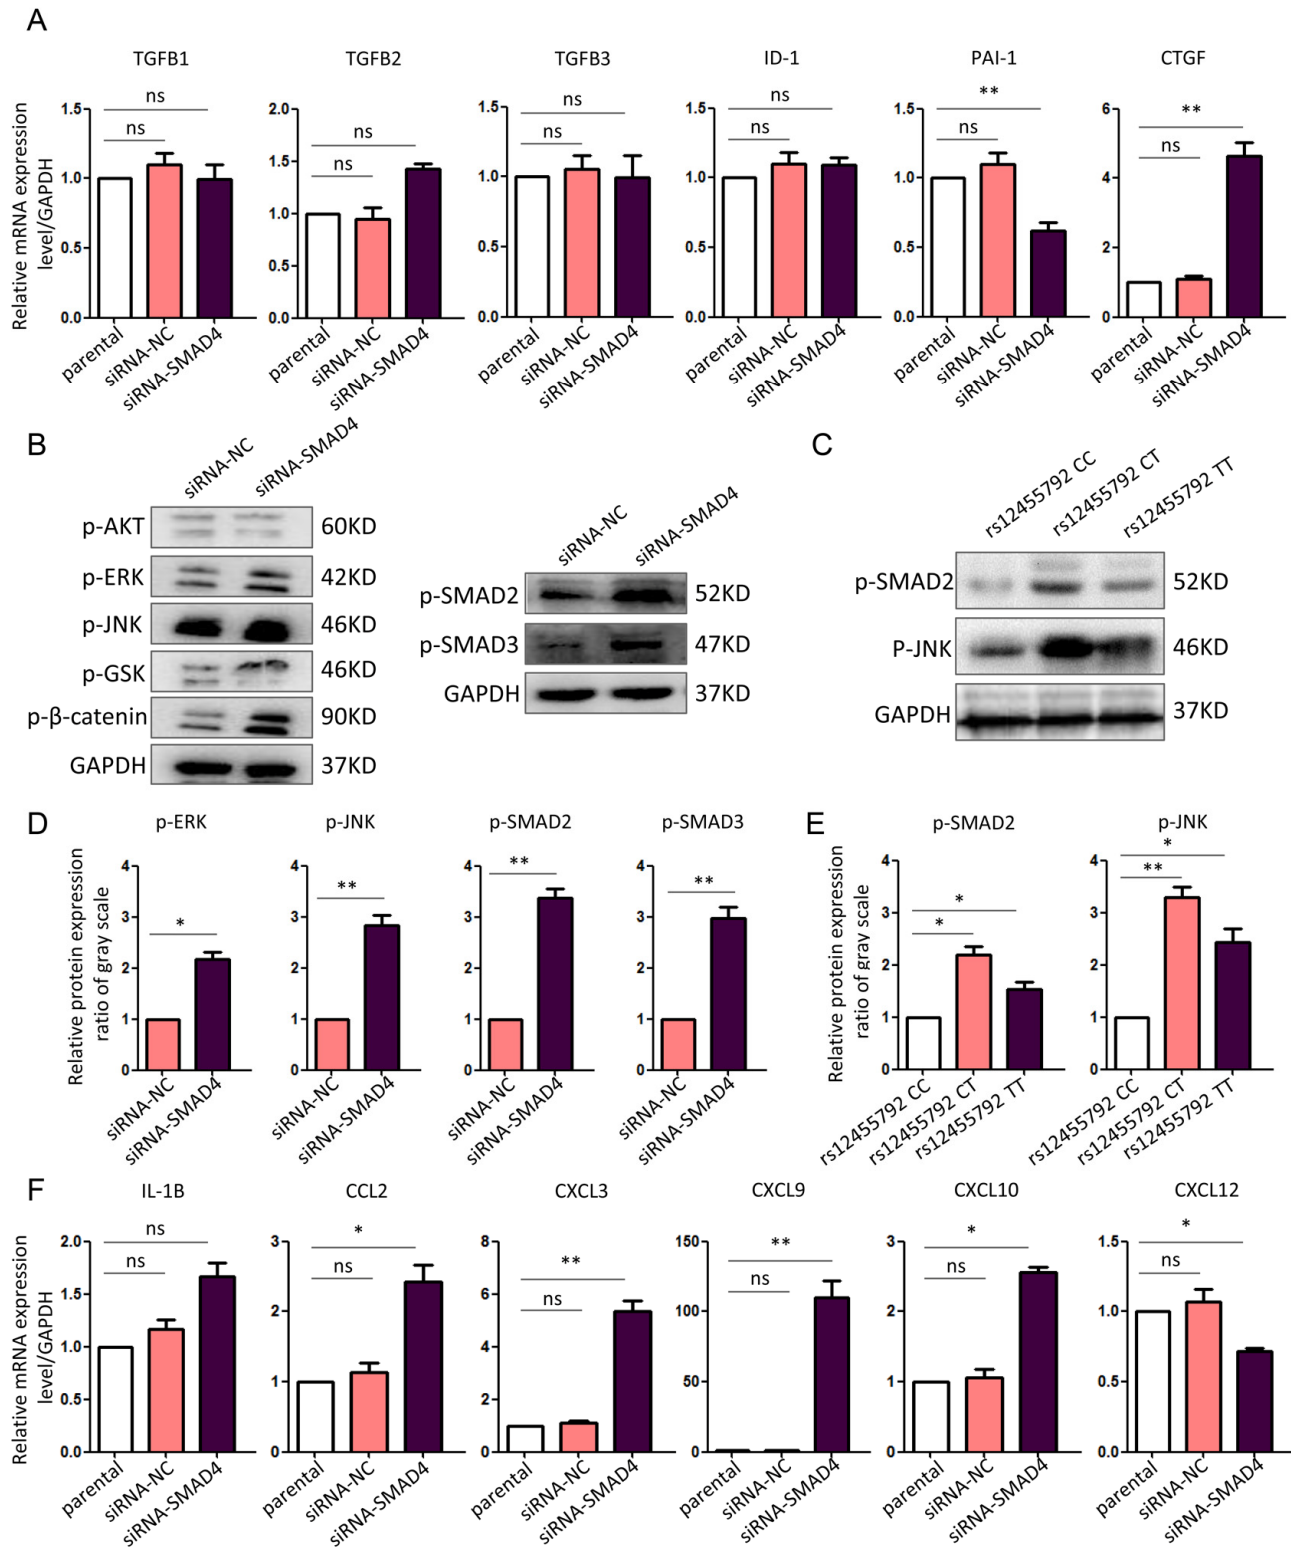 A
TGFB1
TGFB2
TGFB3
ID-1
PAI-1
CTGF
Relative mRNA expression
level/GAPDH
1.5
1.0
0.5
0.0
ns
ns
parental
siRNA-NC
siRNA-SMAD4
2.0
1.5
1.0
0.5
0.0
ns
ns
parental
siRNA-NC
siRNA-SMAD4
1.5
1.0
0.5
0.0
ns
ns
parental
siRNA-NC
siRNA-SMAD4
1.5
1.0
0.5
0.0
ns
ns
parental
siRNA-NC
siRNA-SMAD4
1.5
1.0
0.5
0.0
**
ns
parental
siRNA-NC
siRNA-SMAD4
6
4
2
0
**
ns
parental
siRNA-NC
siRNA-SMAD4
B
siRNA-NC
siRNA-SMAD4
p-AKT 60KD
p-ERK 42KD
p-JNK 46KD
p-GSK 46KD
p-β-catenin 90KD
GAPDH 37KD
siRNA-NC
siRNA-SMAD4
p-SMAD2 52KD
p-SMAD3 47KD
GAPDH 37KD
C
rs12455792 CC
rs12455792 CT
rs12455792 TT
p-SMAD2 52KD
P-JNK 46KD
GAPDH 37KD
D
p-ERK
p-JNK
p-SMAD2
p-SMAD3
Relative protein expression
ratio of gray scale
4
3
2
1
0
*
siRNA-NC
siRNA-SMAD4
4
3
2
1
0
**
siRNA-NC
siRNA-SMAD4
4
3
2
1
0
**
siRNA-NC
siRNA-SMAD4
4
3
2
1
0
**
siRNA-NC
siRNA-SMAD4
E
p-SMAD2
p-JNK
Relative protein expression
ratio of gray scale
4
3
2
1
0
*
*
rs12455792 CC
rs12455792 CT
rs12455792 TT
4
3
2
1
0
*
**
rs12455792 CC
rs12455792 CT
rs12455792 TT
F
IL-1B
CCL2
CXCL3
CXCL9
CXCL10
CXCL12
Relative mRNA expression
level/GAPDH
2.0
1.5
1.0
0.5
0.0
ns
ns
parental
siRNA-NC
siRNA-SMAD4
3
2
1
0
*
ns
parental
siRNA-NC
siRNA-SMAD4
8
6
4
2
0
**
ns
parental
siRNA-NC
siRNA-SMAD4
150
100
50
0
**
ns
parental
siRNA-NC
siRNA-SMAD4
3
2
1
0
*
ns
parental
siRNA-NC
siRNA-SMAD4
1.5
1.0
0.5
0.0
*
ns
parental
siRNA-NC
siRNA-SMAD4